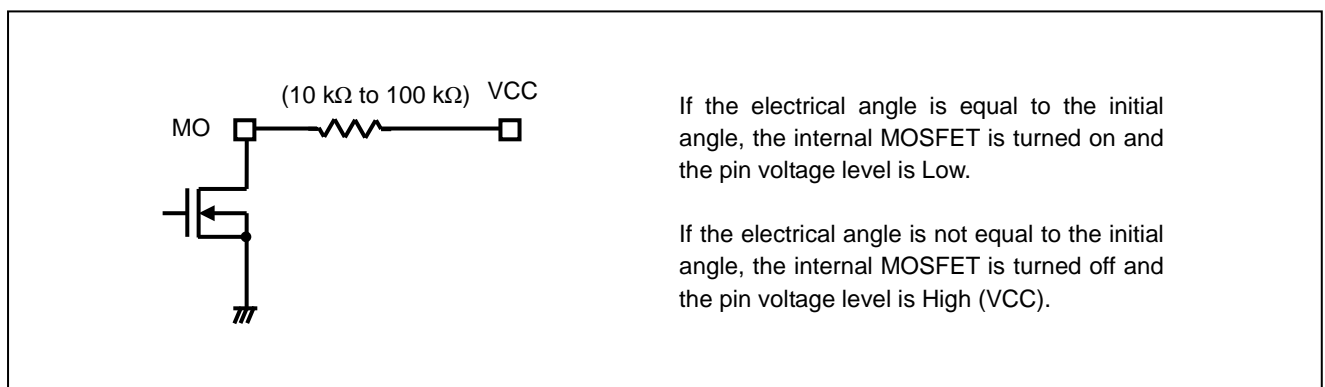 (10 kΩ to 100 kΩ) VCC
MO
If the electrical angle is equal to the initial
angle, the internal MOSFET is turned on and
the pin voltage level is Low.
If the electrical angle is not equal to the initial
angle, the internal MOSFET is turned off and
the pin voltage level is High (VCC).